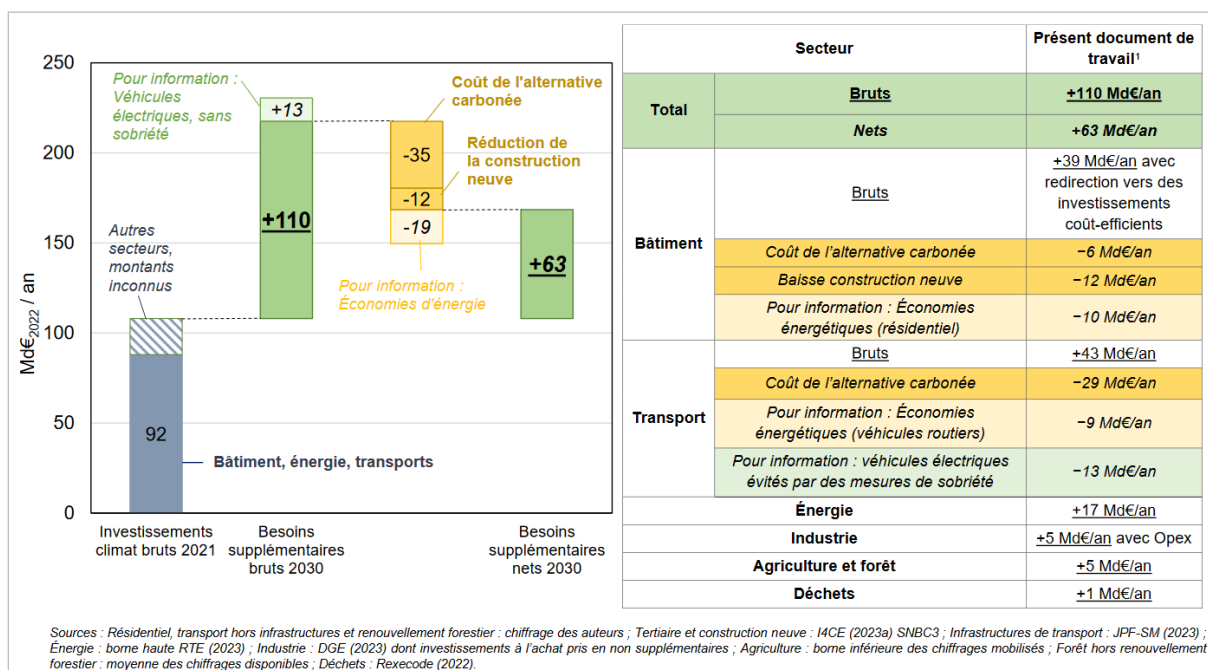 250
200
150
100
50
0
Md€2022 / an
Pour information :
Véhicules
électriques, sans
sobriété
+13
Coût de l'alternative
carbonée
-35
Réduction de
la construction
neuve
-12
-19
+110
Autres
secteurs,
montants
inconnus
Pour information :
Économies d'énergie
+63
92
Bâtiment, énergie, transports
Investissements
climat bruts 2021
Besoins
supplémentaires
bruts 2030
Besoins
supplémentaires
nets 2030
Secteur
Présent document de
travail¹
Total
Bruts
+110 Md€/an
Nets
+63 Md€/an
Bâtiment
Bruts
+39 Md€/an avec
redirection vers des
investissements
coût-efficients
Coût de l'alternative carbonée
−6 Md€/an
Baisse construction neuve
−12 Md€/an
Pour information : Économies
énergétiques (résidentiel)
−10 Md€/an
Transport
Bruts
+43 Md€/an
Coût de l'alternative carbonée
−29 Md€/an
Pour information : Économies
énergétiques (véhicules routiers)
−9 Md€/an
Pour information : véhicules électriques
évités par des mesures de sobriété
−13 Md€/an
Énergie
+17 Md€/an
Industrie
+5 Md€/an avec Opex
Agriculture et forêt
+5 Md€/an
Déchets
+1 Md€/an
Sources : Résidentiel, transport hors infrastructures et renouvellement forestier : chiffrage des auteurs ; Tertiaire et construction neuve : I4CE (2023a) SNBC3 ; Infrastructures de transport : JPF-SM (2023) ;
Énergie : borne haute RTE (2023) ; Industrie : DGE (2023) dont investissements à l'achat pris en non supplémentaires ; Agriculture : borne inférieure des chiffrages mobilisés ; Forêt hors renouvellement
forestier : moyenne des chiffrages disponibles ; Déchets : Rexecode (2022).